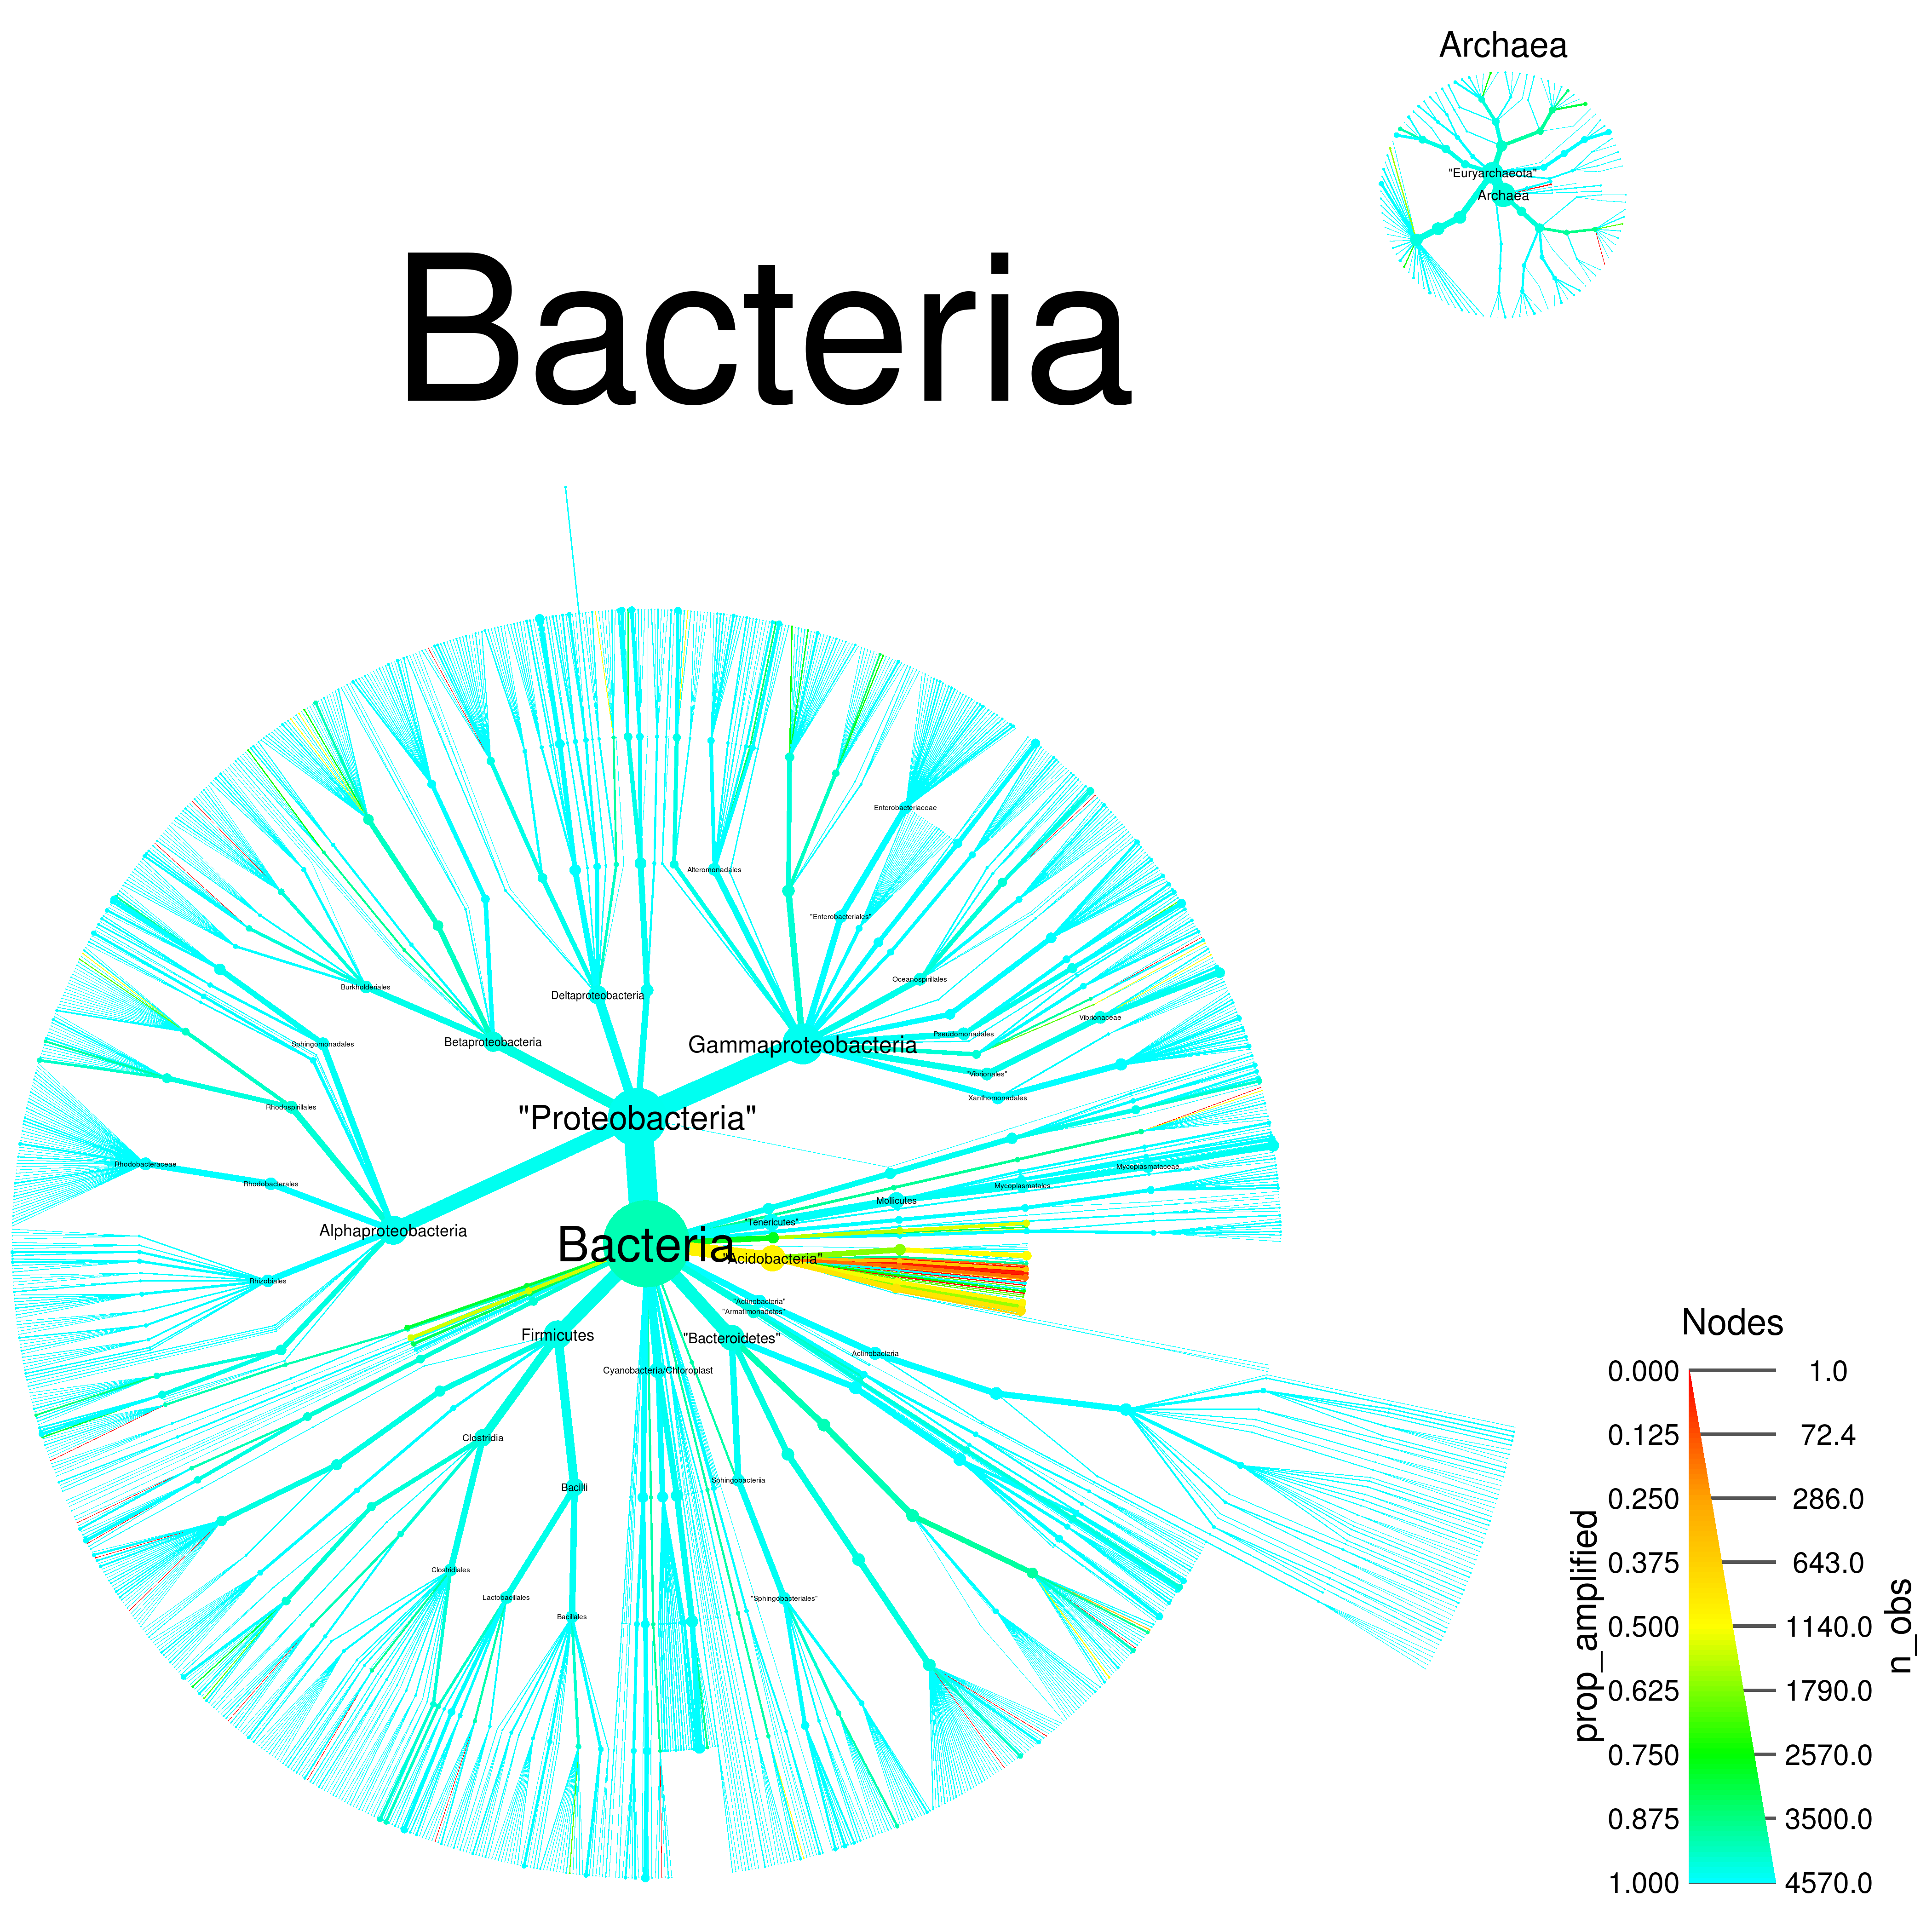 Archaea
"Euryarchaeota"
Archaea
Bacteria
Enterobacteriaceae
Alteromonadales
"Enterobacteriales"
Oceanospirillales
Burkholderiales
Deltaproteobacteria
Vibrionaceae
Pseudomonadales
Sphingomonadales
Betaproteobacteria
Gammaproteobacteria
"Vibrionales"
Xanthomonadales
Rhodospirillales
"Proteobacteria"
Rhodobacteraceae
Mycoplasmataceae
Rhodobacterales
Mycoplasmatales
Mollicutes
Alphaproteobacteria
"Tenericutes"
Bacteria
"Acidobacteria"
Rhizobiales
"Actinobacteria"
"Armatimonadetes"
Firmicutes
"Bacteroidetes"
Actinobacteria
Cyanobacteria/Chloroplast
Clostridia
Sphingobacteriia
Bacilli
Clostridiales
Lactobacillales
"Sphingobacteriales"
Bacillales
Nodes
0.000 1.0
0.125 72.4
0.250 286.0
0.375 643.0
0.500 1140.0
0.625 1790.0
0.750 2570.0
0.875 3500.0
1.000 4570.0
prop_amplified
n_obs